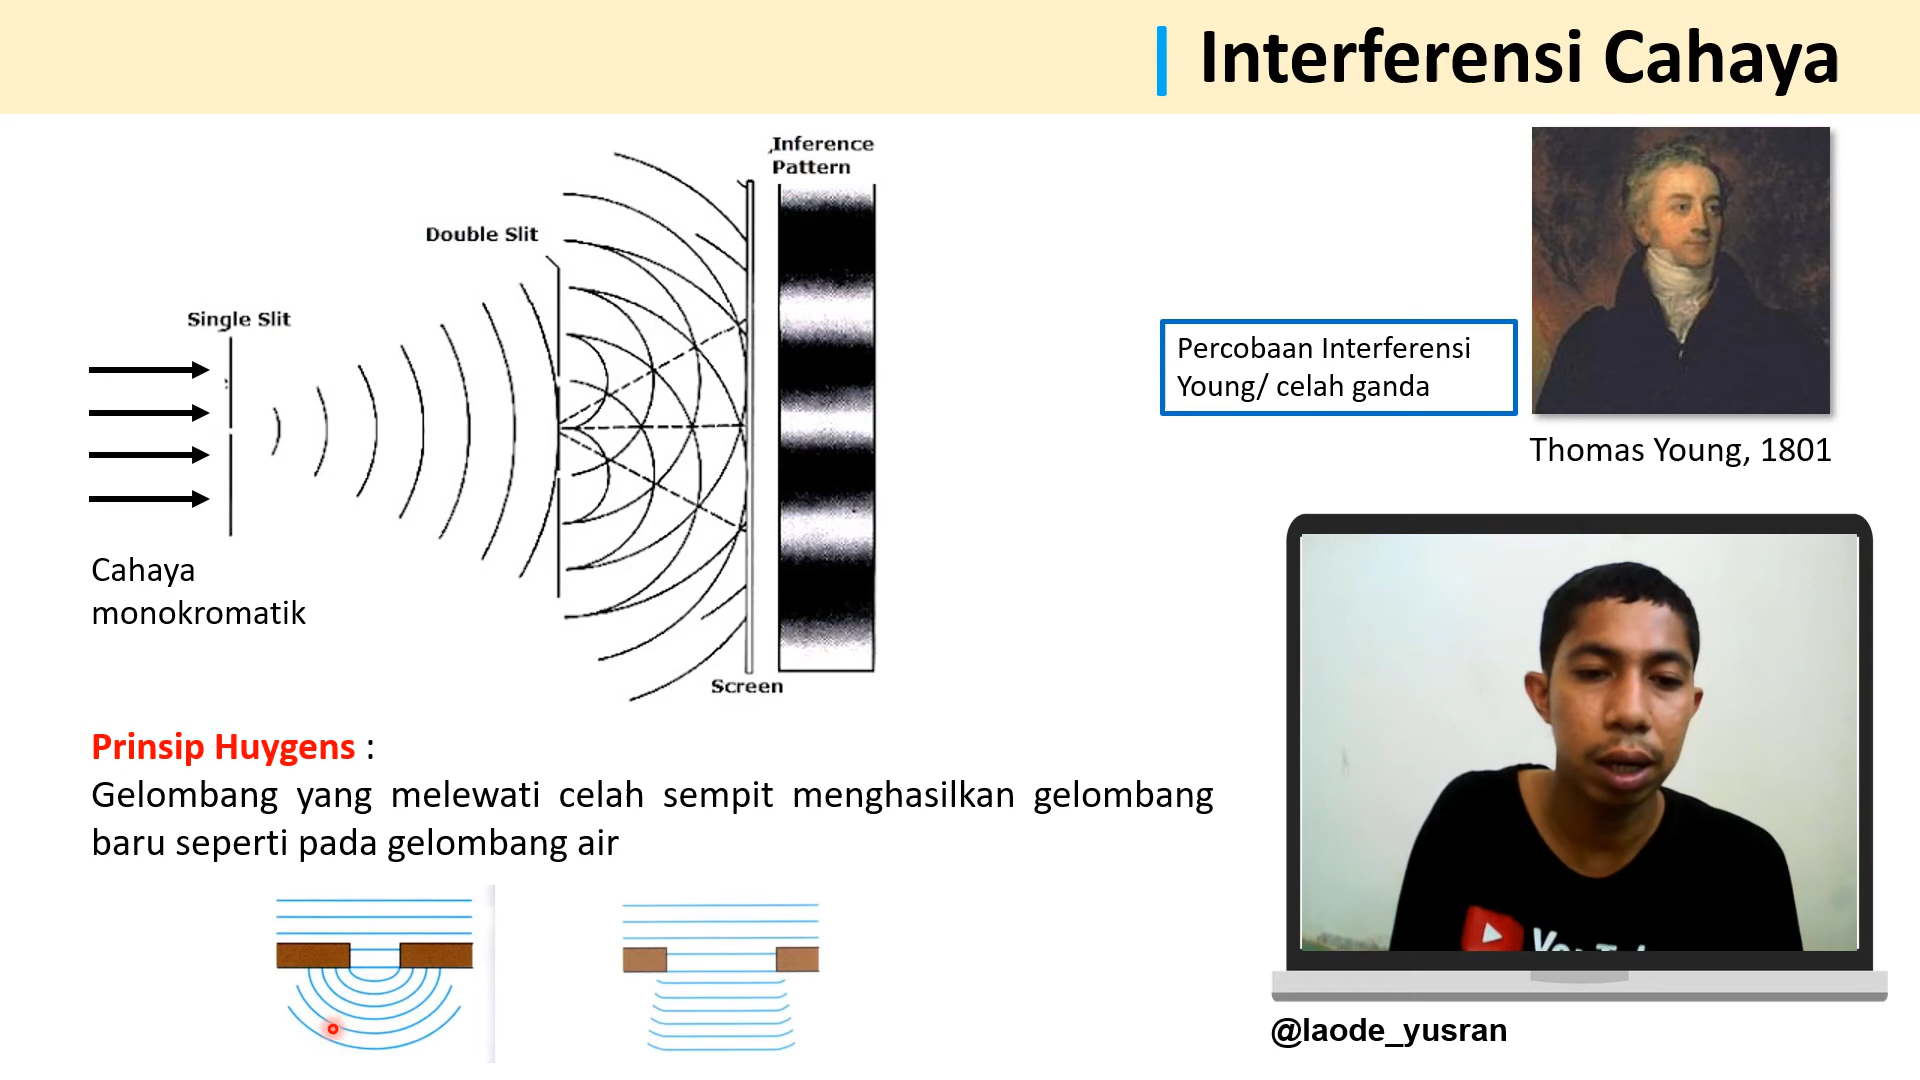 Interferensi Cahaya
Inference
Pattern
Double Slit
Single Slit
Cahaya
monokromatik
Screen
Percobaan Interferensi
Young/ celah ganda
Thomas Young, 1801
Prinsip Huygens :
Gelombang yang melewati celah sempit menghasilkan gelombang
baru seperti pada gelombang air
@laode_yusran